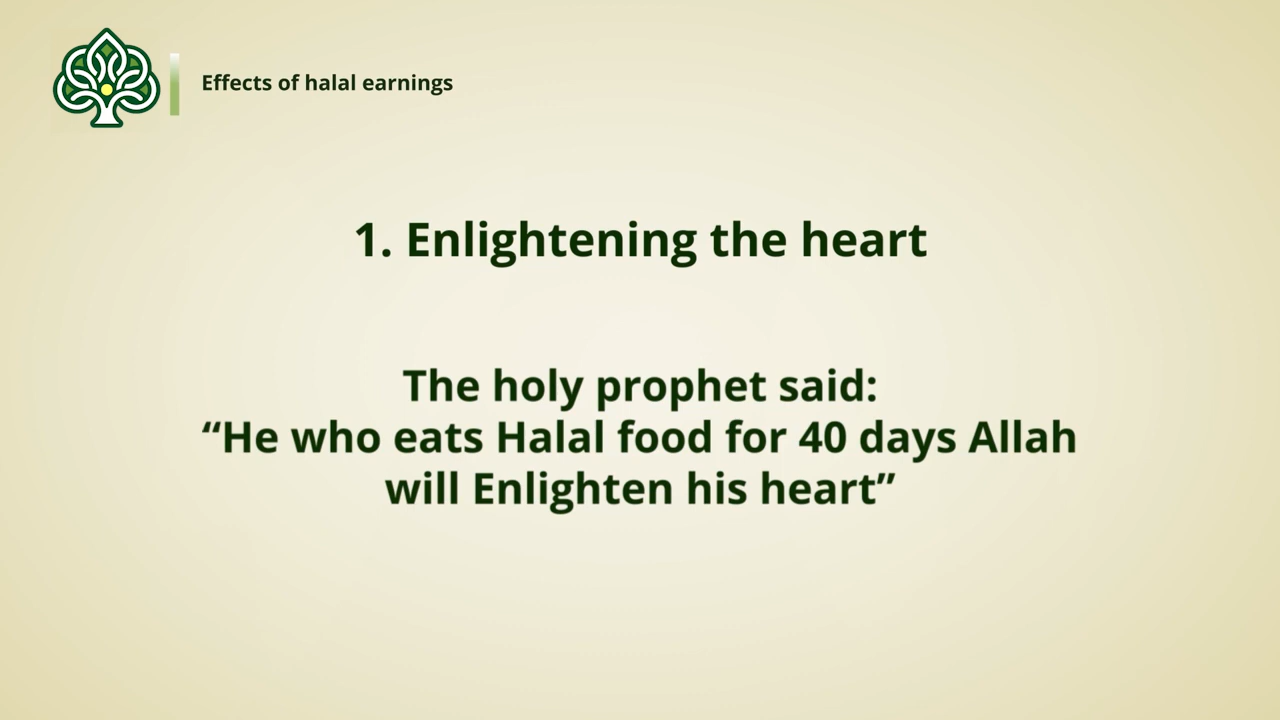 Effects of halal earnings
1. Enlightening the heart
The holy prophet said:
“He who eats Halal food for 40 days Allah
will Enlighten his heart”